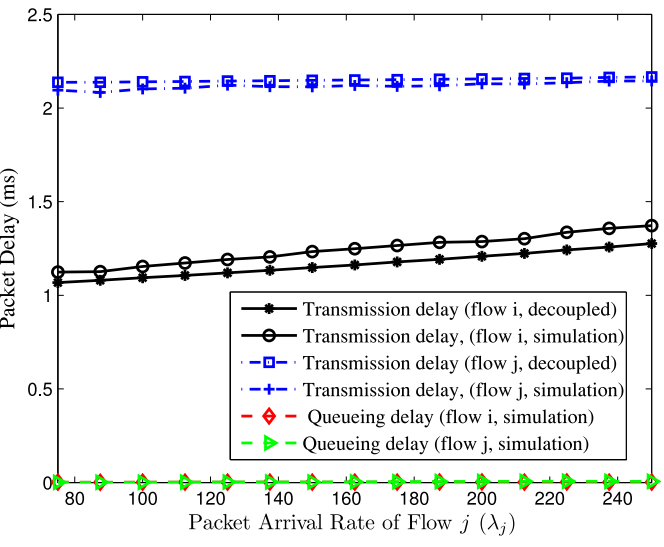 2.5
2
1.5
1
0.5
0
Packet Delay (ms)
Transmission delay (flow i, decoupled)
Transmission delay, (flow i, simulation)
Transmission delay (flow j, decoupled)
Transmission delay, (flow j, simulation)
Queueing delay (flow i, simulation)
Queueing delay (flow j, simulation)
80 100 120 140 160 180 200 220 240
Packet Arrival Rate of Flow j (λj)